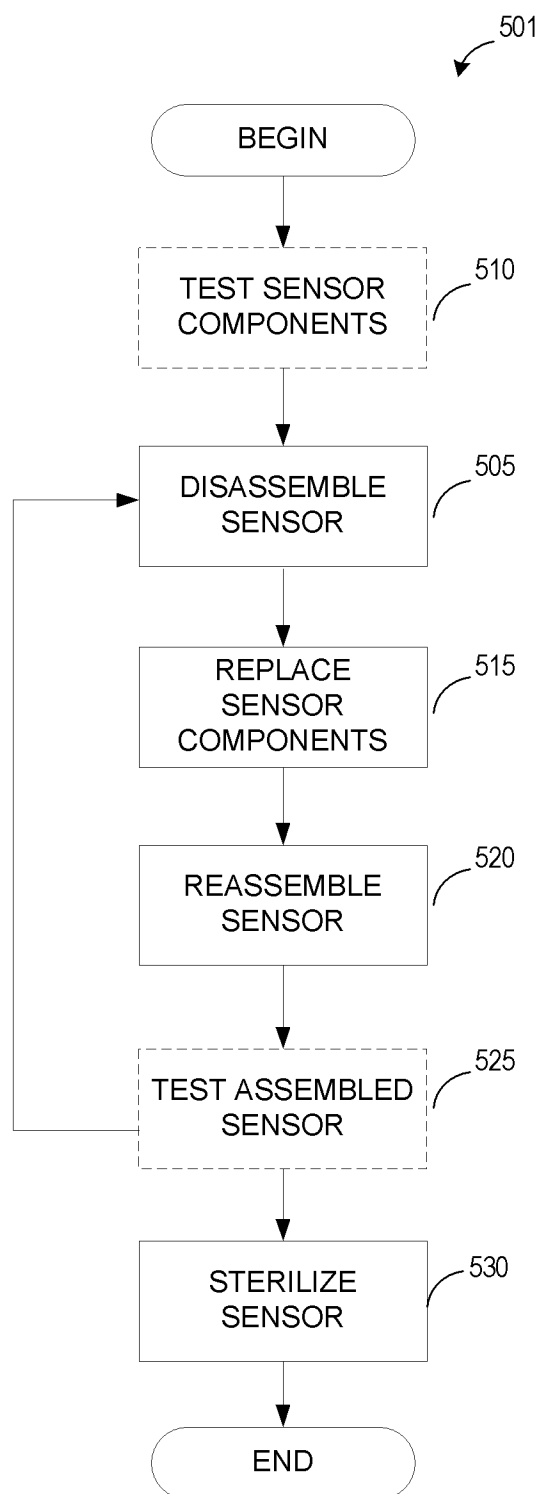 501
BEGIN
TEST SENSOR
COMPONENTS
510
DISASSEMBLE
SENSOR
505
REPLACE
SENSOR
COMPONENTS
515
REASSEMBLE
SENSOR
520
TEST ASSEMBLED
SENSOR
525
STERILIZE
SENSOR
530
END